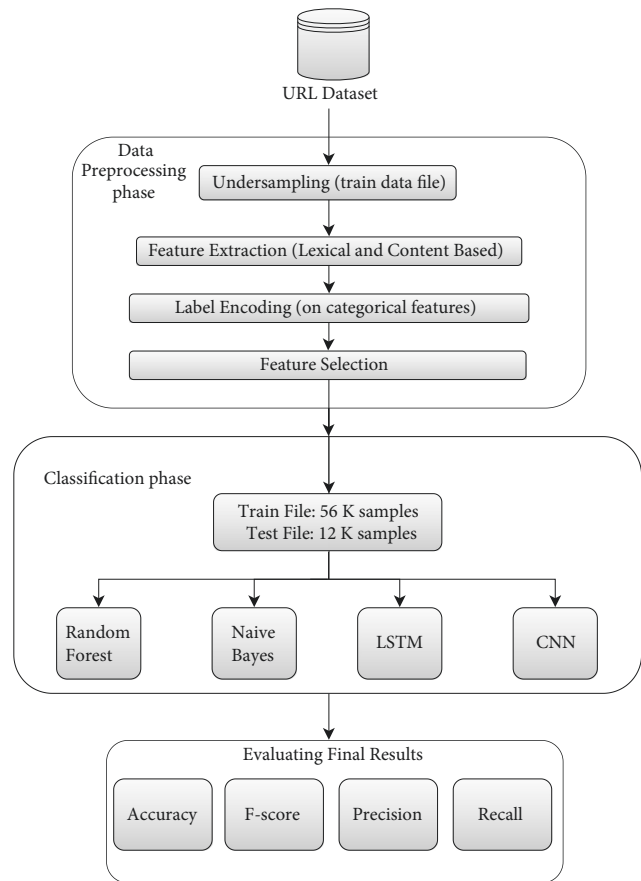 URL Dataset
Data
Preprocessing
phase
Undersampling (train data file)
Feature Extraction (Lexical and Content Based)
Label Encoding (on categorical features)
Feature Selection
Classification phase
Train File: 56 K samples
Test File: 12 K samples
Random
Forest
Naive
Bayes
LSTM
CNN
Evaluating Final Results
Accuracy
F-score
Precision
Recall